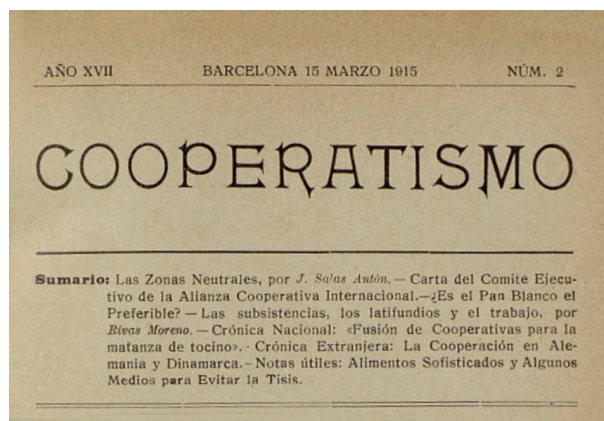 AÑO XVII BARCELONA 15 MARZO 1915 NÚM. 2
COOPERATISMO
Sumario: Las Zonas Neutrales, por J. Salas Antón. — Carta del Comité Ejecu-
tivo de la Alianza Cooperativa Internacional.—¿Es el Pan Blanco el
Preferible? — Las subsistencias, los latifundios y el trabajo, por
Rivas Moreno. — Crónica Nacional: «Fusión de Cooperativas para la
matanza de tocino». - Crónica Extranjera: La Cooperación en Ale-
mania y Dinamarca. - Notas útiles: Alimentos Sofisticados y Algunos
Medios para Evitar la Tisis.